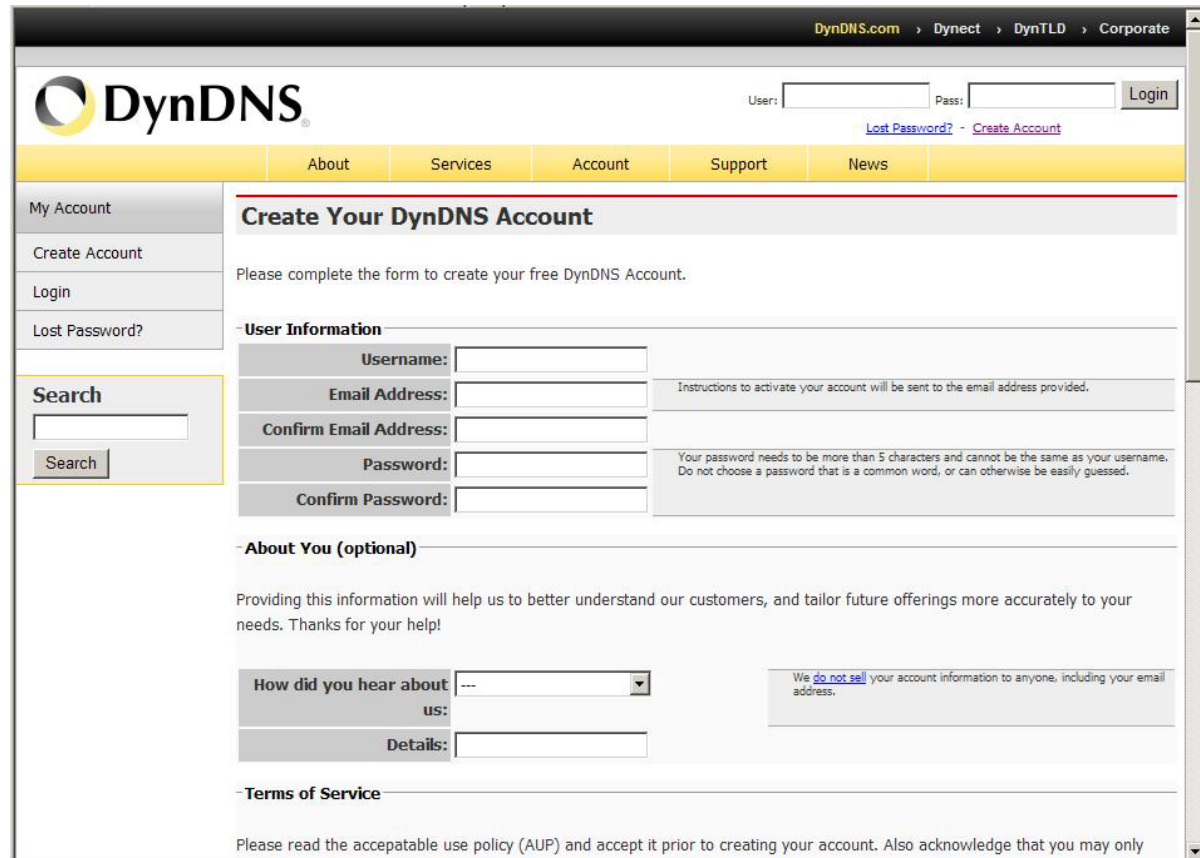 DynDNS.com › Dynect › DynTLD › Corporate
DynDNS®
User: Pass: Login
Lost Password? - Create Account
About Services Account Support News
My Account
Create Account
Login
Lost Password?
Search
Search
Create Your DynDNS Account
Please complete the form to create your free DynDNS Account.
User Information
Username:
Email Address:
Instructions to activate your account will be sent to the email address provided.
Confirm Email Address:
Password:
Your password needs to be more than 5 characters and cannot be the same as your username.
Do not choose a password that is a common word, or can otherwise be easily guessed.
Confirm Password:
About You (optional)
Providing this information will help us to better understand our customers, and tailor future offerings more accurately to your
needs. Thanks for your help!
How did you hear about
us:
---
We do not sell your account information to anyone, including your email
address.
Details:
Terms of Service
Please read the accepatable use policy (AUP) and accept it prior to creating your account. Also acknowledge that you may only